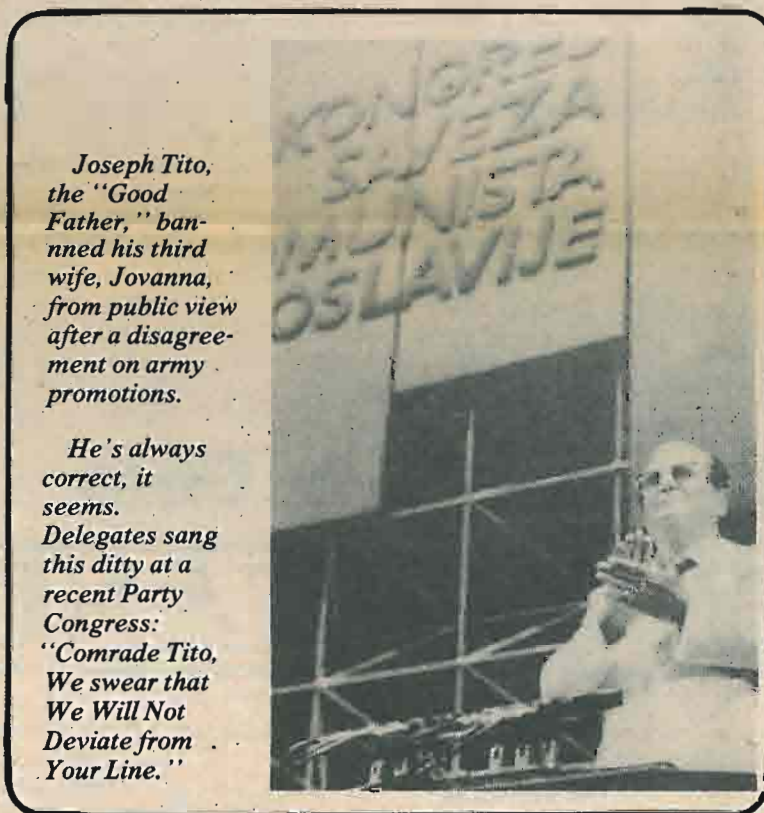 Joseph Tito,
the "Good
Father," ban-
nned his third
wife, Jovanna,
from public view
after a disagree-
ment on army
promotions.
He's always
correct, it
seems.
Delegates sang
this ditty at a
recent Party
Congress:
"Comrade Tito,
We swear that
We Will Not
Deviate from
Your Line."
KONGRES
SAVEZA
MUNISTA
OSLAVIJE